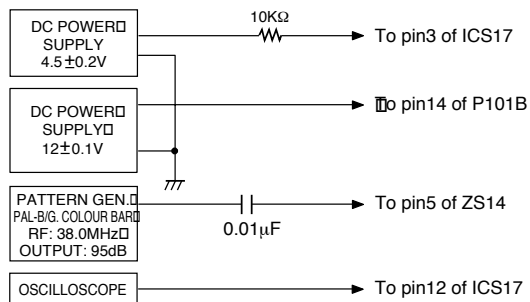 DC POWER
SUPPLY
4.5±0.2V
10KΩ
To pin3 of ICS17
DC POWER
SUPPLY
12±0.1V
To pin14 of P101B
PATTERN GEN.
PAL-B/G. COLOUR BAR
RF: 38.0MHz
OUTPUT: 95dB
0.01μF
To pin5 of ZS14
OSCILLOSCOPE
To pin12 of ICS17